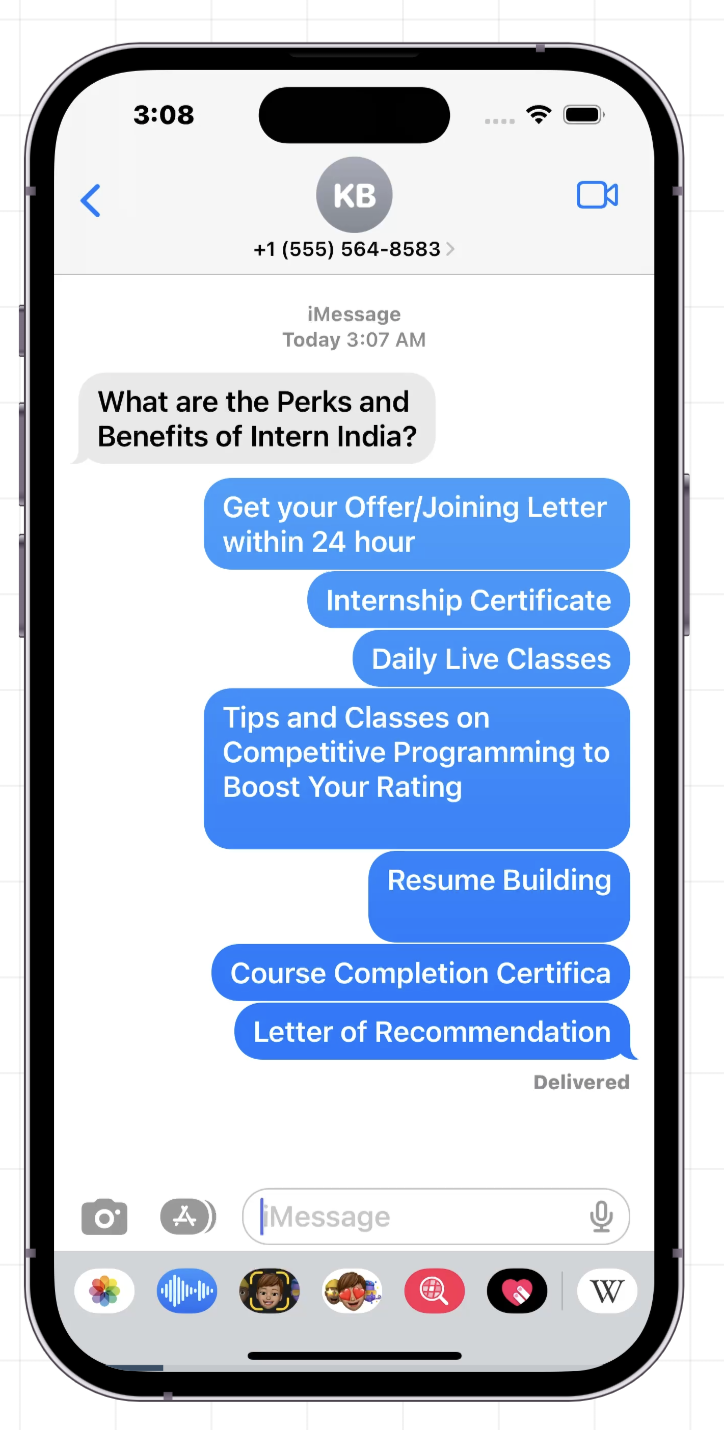 3:08
KB
+1 (555) 564-8583
iMessage
Today 3:07 AM
What are the Perks and
Benefits of Intern India?
Get your Offer/Joining Letter
within 24 hour
Internship Certificate
Daily Live Classes
Tips and Classes on
Competitive Programming to
Boost Your Rating
Resume Building
Course Completion Certifica
Letter of Recommendation
Delivered
iMessage
W